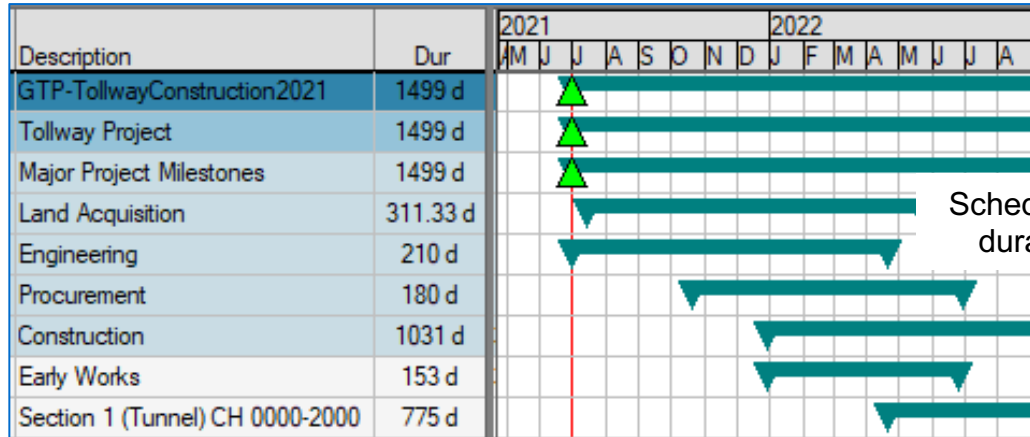 2021 2022
Description Dur M J J A S O N D J F M A M J J A
GTP-TollwayConstruction2021 1499 d
Tollway Project 1499 d
Major Project Milestones 1499 d
Land Acquisition 311.33 d
Engineering 210 d
Procurement 180 d
Construction 1031 d
Early Works 153 d
Section 1 (Tunnel) CH 0000-2000 775 d